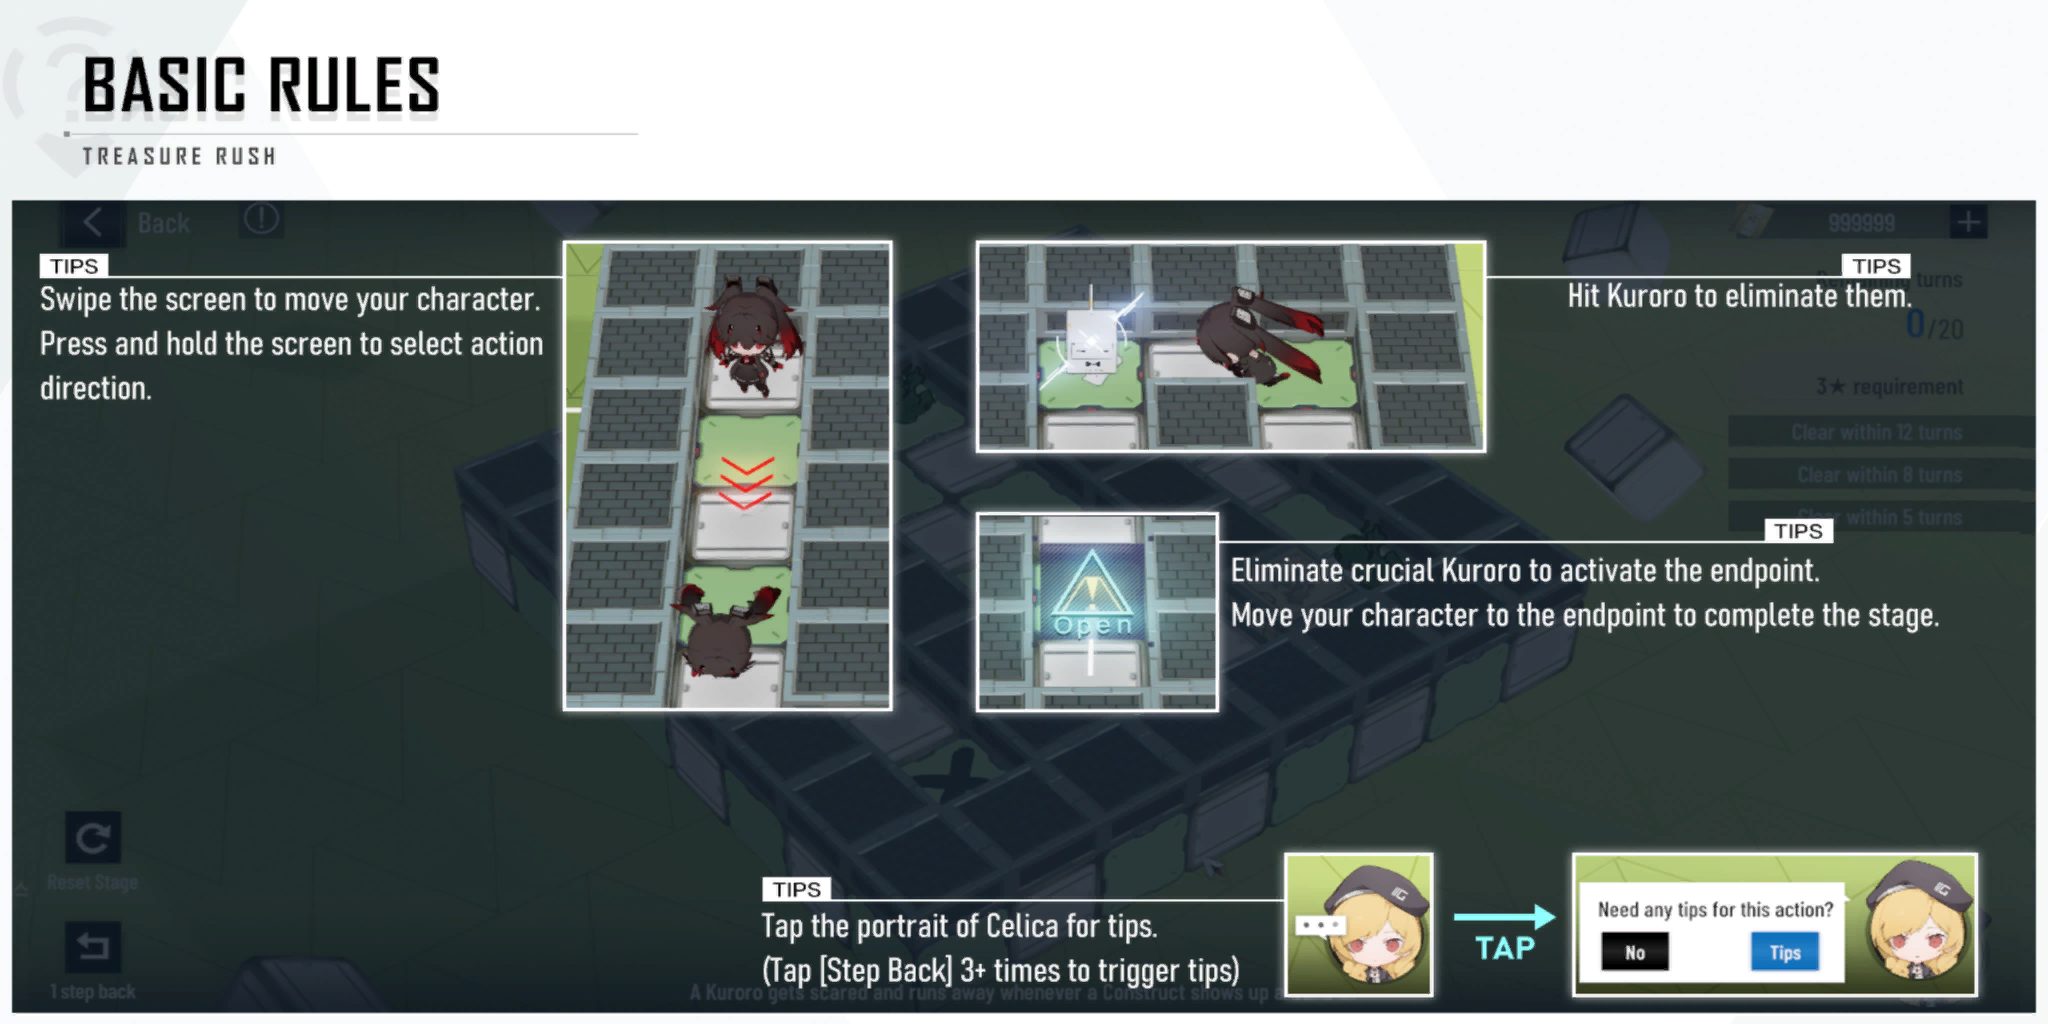 BASIC RULES
TREASURE RUSH
Back
999999
TIPS
Swipe the screen to move your character.
Press and hold the screen to select action
direction.
TIPS
turns
Hit Kuroro to eliminate them.
0/20
3★ requirement
Clear within 12 turns
Clear within 8 turns
within 5 turns
Open
TIPS
Eliminate crucial Kuroro to activate the endpoint.
Move your character to the endpoint to complete the stage.
Reset Stage
1 step back
TIPS
Tap the portrait of Celica for tips.
(Tap [Step Back] 3+ times to trigger tips)
A Kuroro gets scared and runs away whenever a Construct shows up
TAP
Need any tips for this action?
No
Tips